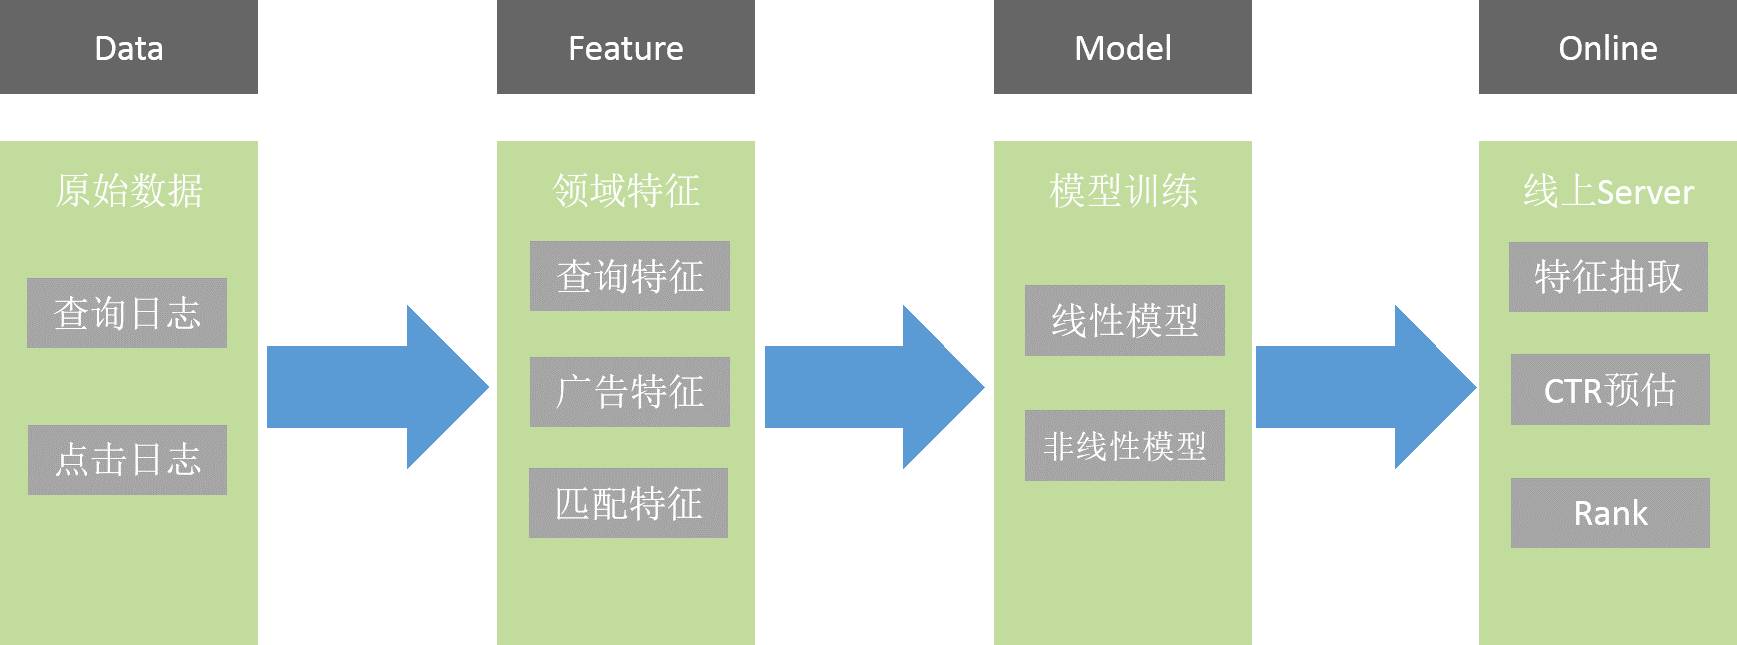 Data
Feature
Model
Online
原始数据
查询日志
点击日志
领域特征
查询特征
广告特征
匹配特征
模型训练
线性模型
非线性模型
线上Server
特征抽取
CTR预估
Rank